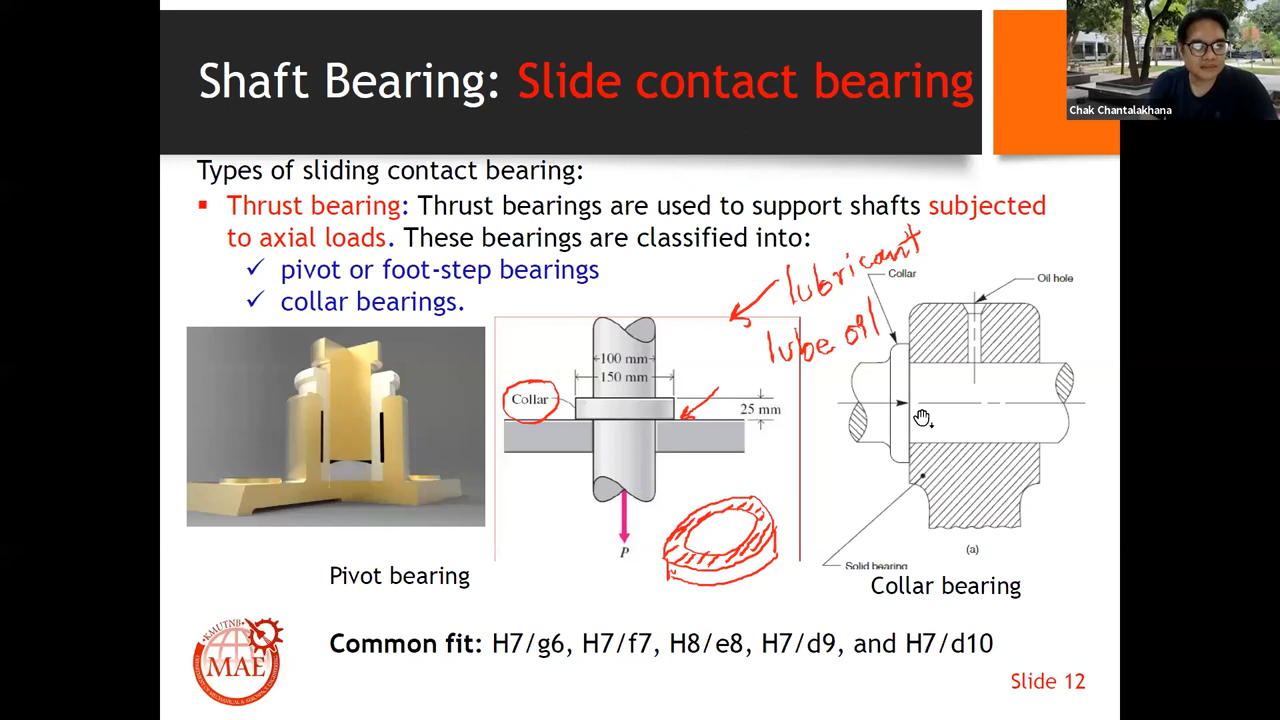 Shaft Bearing: Slide contact bearing
Chak Chantalakhana
Types of sliding contact bearing:
Thrust bearing: Thrust bearings are used to support shafts subjected
to axial loads. These bearings are classified into:
pivot or foot-step bearings
collar bearings.
lubricant
lube oil
100 mm
150 mm
Collar
25 mm
P
Collar
Oil hole
Solid bearing
(a)
Pivot bearing
Collar bearing
KMUTNB
MAE
Common fit: H7/g6, H7/f7, H8/e8, H7/d9, and H7/d10
Slide 12